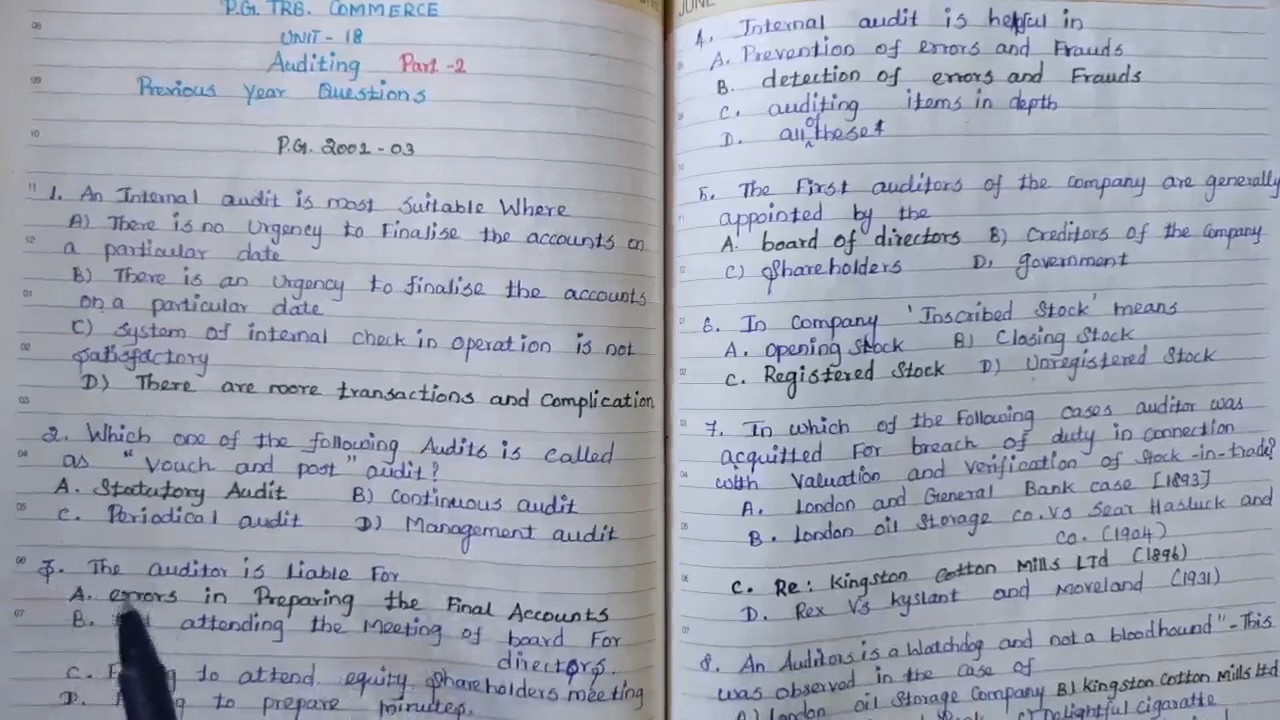 P.G. TRB. COMMERCE
UNIT - 18
Auditing Part-2
Previous Year Questions
P.G. 2002-03
1. An Internal audit is most Suitable Where
A) There is no Urgency to Finalise the accounts on
a particular date
B) There is an Urgency to finalise the accounts
on a particular date
C) System of internal check in operation is not
Satisfactory
D) There are more transactions and Complication
2. Which one of the following Audits is called
as "Vouch and post" audit?
A. Statutory Audit B) Continuous audit
C. Periodical audit D) Management audit
3. The auditor is liable For
A. errors in Preparing the Final Accounts
B. attending the Meeting of board For
directors.
C. to attend equity Shareholders meeting
D. to prepare minutes.
JUNE
4. Internal audit is helpful in
A. Prevention of errors and Frauds
B. detection of errors and Frauds
C. auditing items in depth
D. all of these
5. The First auditors of the company are generally
appointed by the
A. board of directors B) Creditors of the Company
C) Shareholders D) government
6. In Company 'Inscribed Stock' means
A. Opening Stock B) Closing Stock
C. Registered Stock D) Unregistered Stock
7. In which of the Following cases auditor was
acquitted For breach of duty in connection
with Valuation and Verification of Stock-in-trade?
A. London and General Bank case [1893]
B. London oil Storage Co. Vs Sear Hasluck and
Co. (1904)
C. Re: Kingston Cotton Mills LTD (1896)
D. Rex Vs kyslant and Moveland (1931)
8. An Auditors is a Watchdog and not a bloodhound" - This
was observed in the case of
A) London oil Storage Company B) Kingston Cotton Mills Ltd
C) Delightful Cigaratte